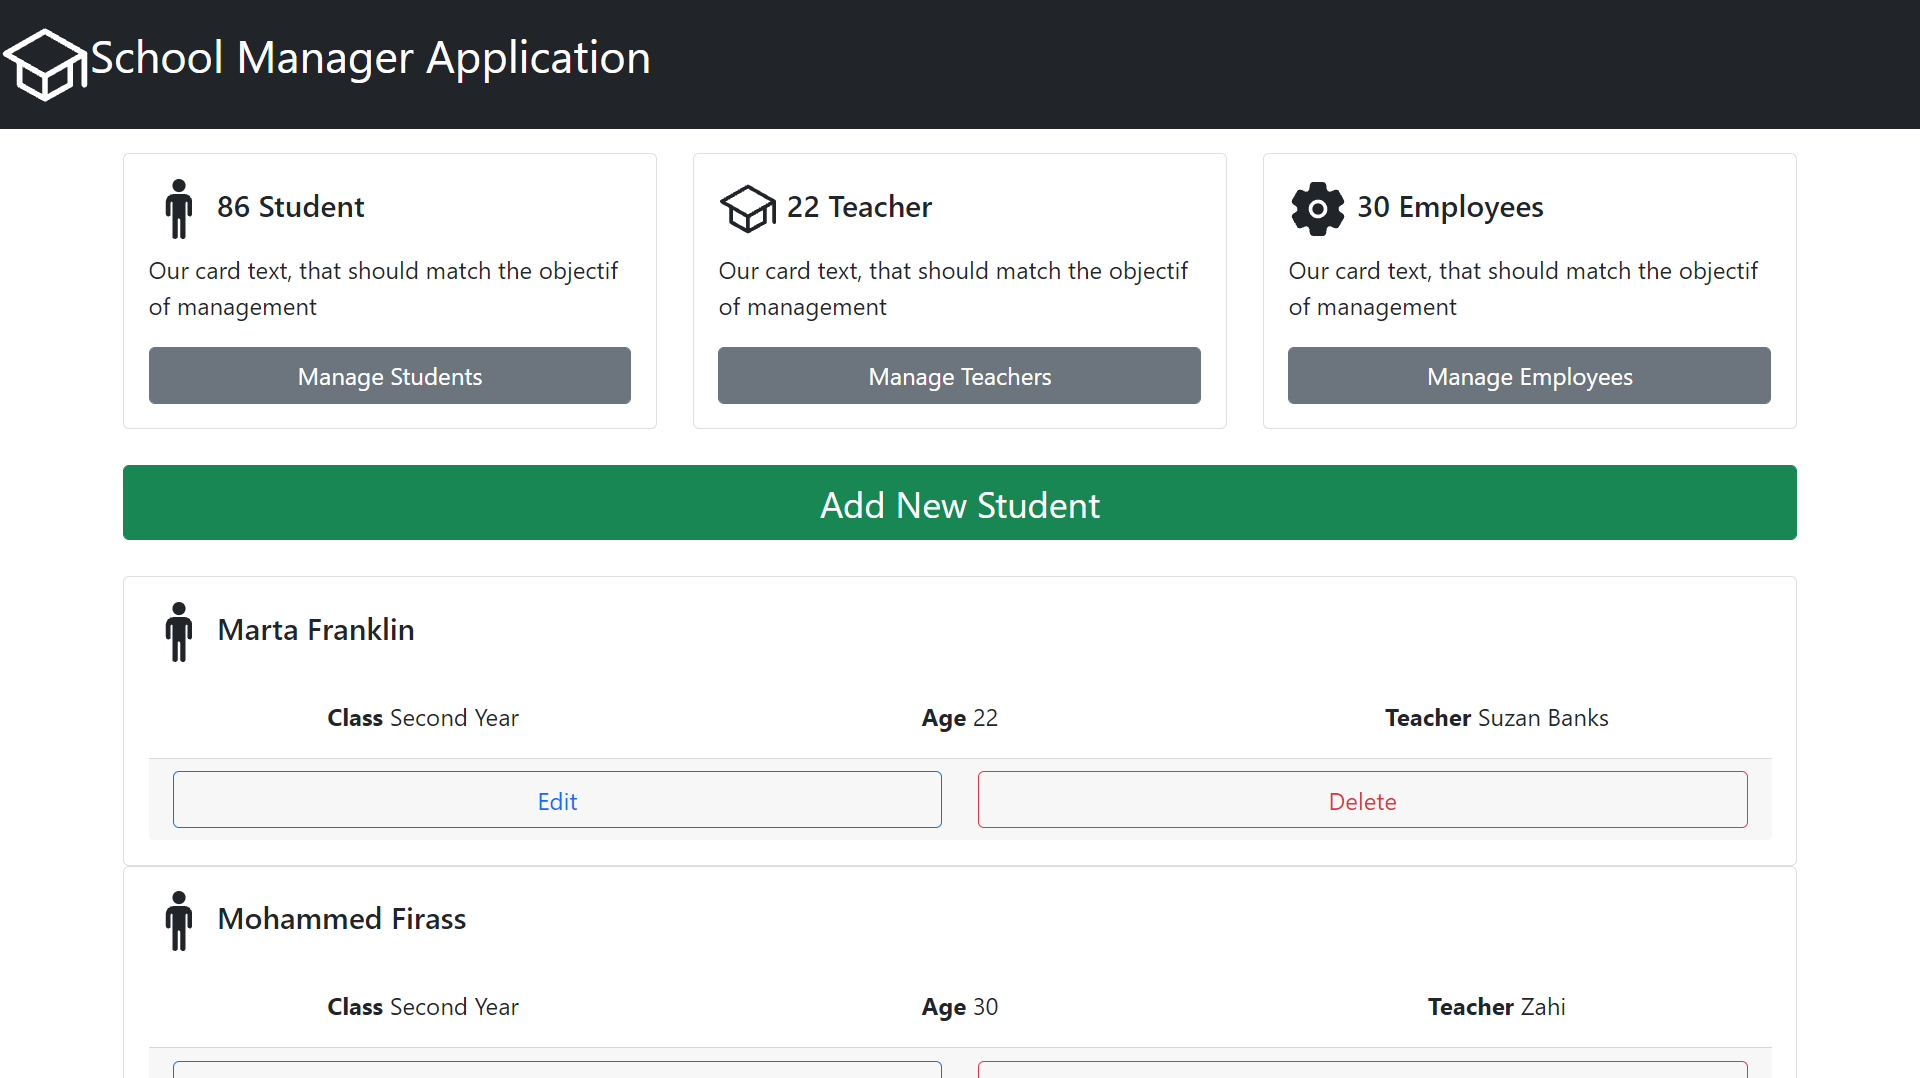 School Manager Application
86 Student
Our card text, that should match the objectif
of management
Manage Students
22 Teacher
Our card text, that should match the objectif
of management
Manage Teachers
30 Employees
Our card text, that should match the objectif
of management
Manage Employees
Add New Student
Marta Franklin
Class Second Year
Age 22
Teacher Suzan Banks
Edit
Delete
Mohammed Firass
Class Second Year
Age 30
Teacher Zahi